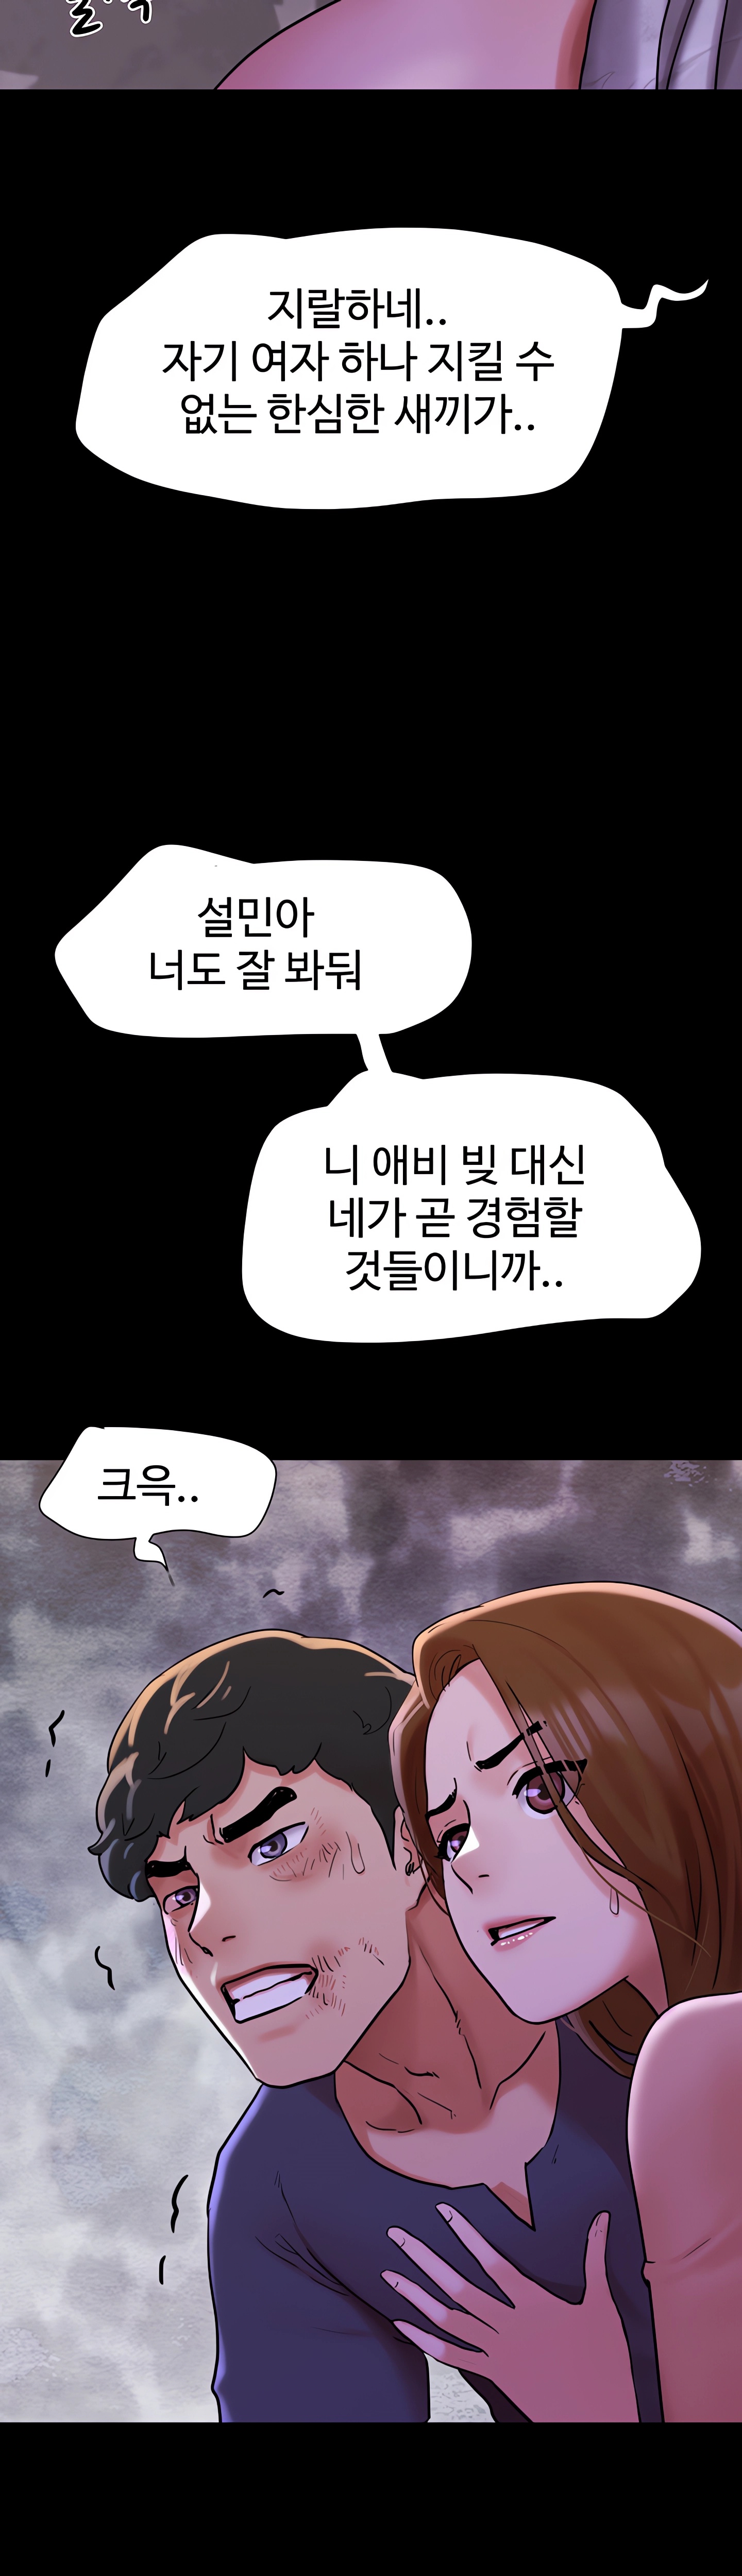 지랄하네..
자기 여자 하나 지킬 수
없는 한심한 새끼가..
설민아
너도 잘 봐둬
니 애비 빚 대신
네가 곧 경험할
것들이니까..
크윽..